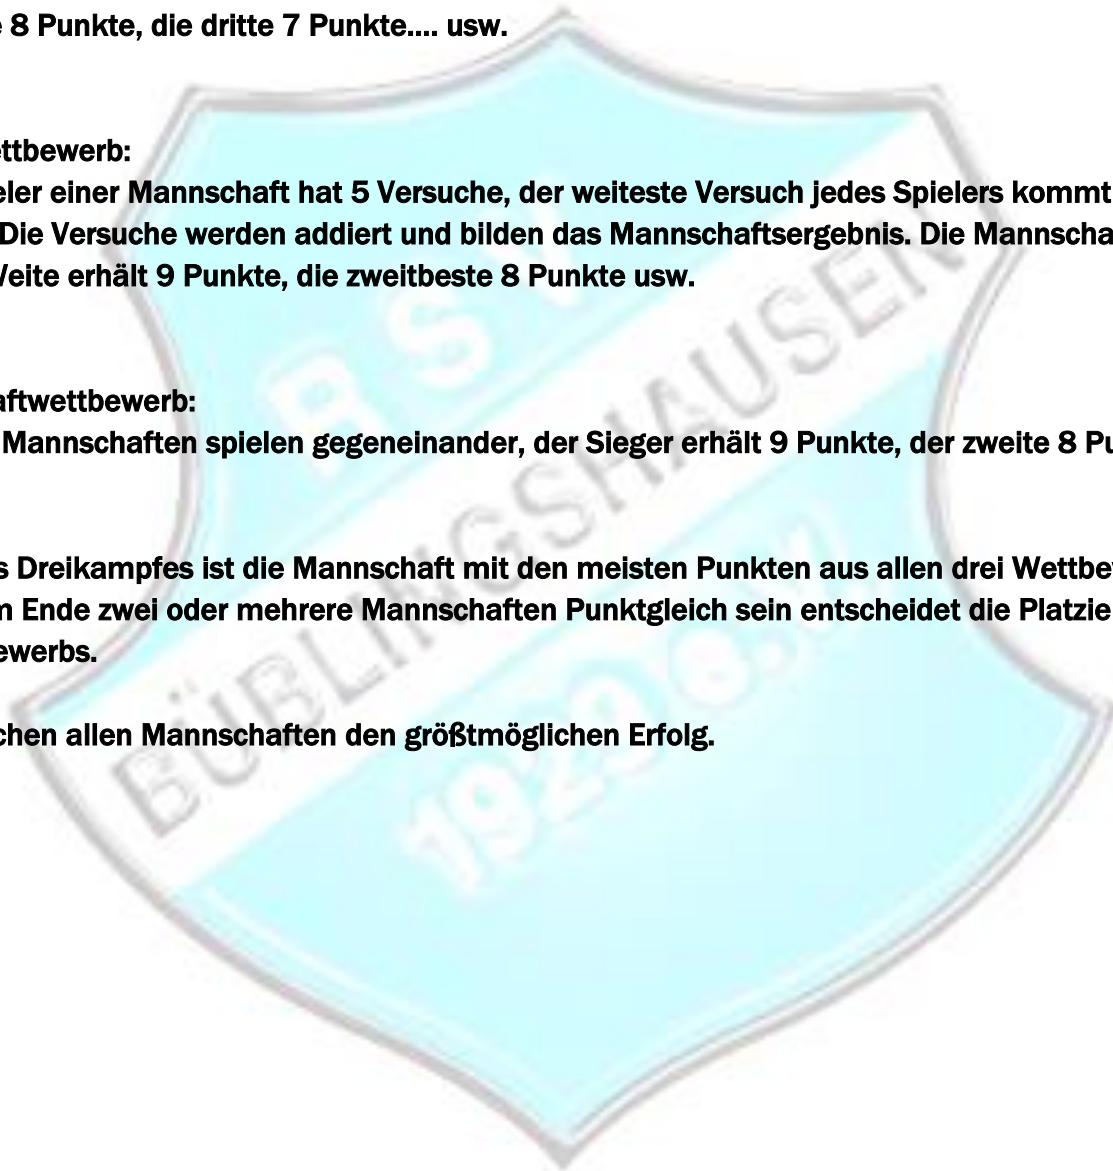 e 8 Punkte, die dritte 7 Punkte.... usw.
ettbewerb:
eler einer Mannschaft hat 5 Versuche, der weiteste Versuch jedes Spielers kommt
Die Versuche werden addiert und bilden das Mannschaftsergebnis. Die Mannscha
Weite erhält 9 Punkte, die zweitbeste 8 Punkte usw.
aftwettbewerb:
Mannschaften spielen gegeneinander, der Sieger erhält 9 Punkte, der zweite 8 Pu
s Dreikampfes ist die Mannschaft mit den meisten Punkten aus allen drei Wettbe
m Ende zwei oder mehrere Mannschaften Punktgleich sein entscheidet die Platzie
ewerbs.
chen allen Mannschaften den größtmöglichen Erfolg.
R S V
BÜBLINGSHAUSEN
1929 e.V